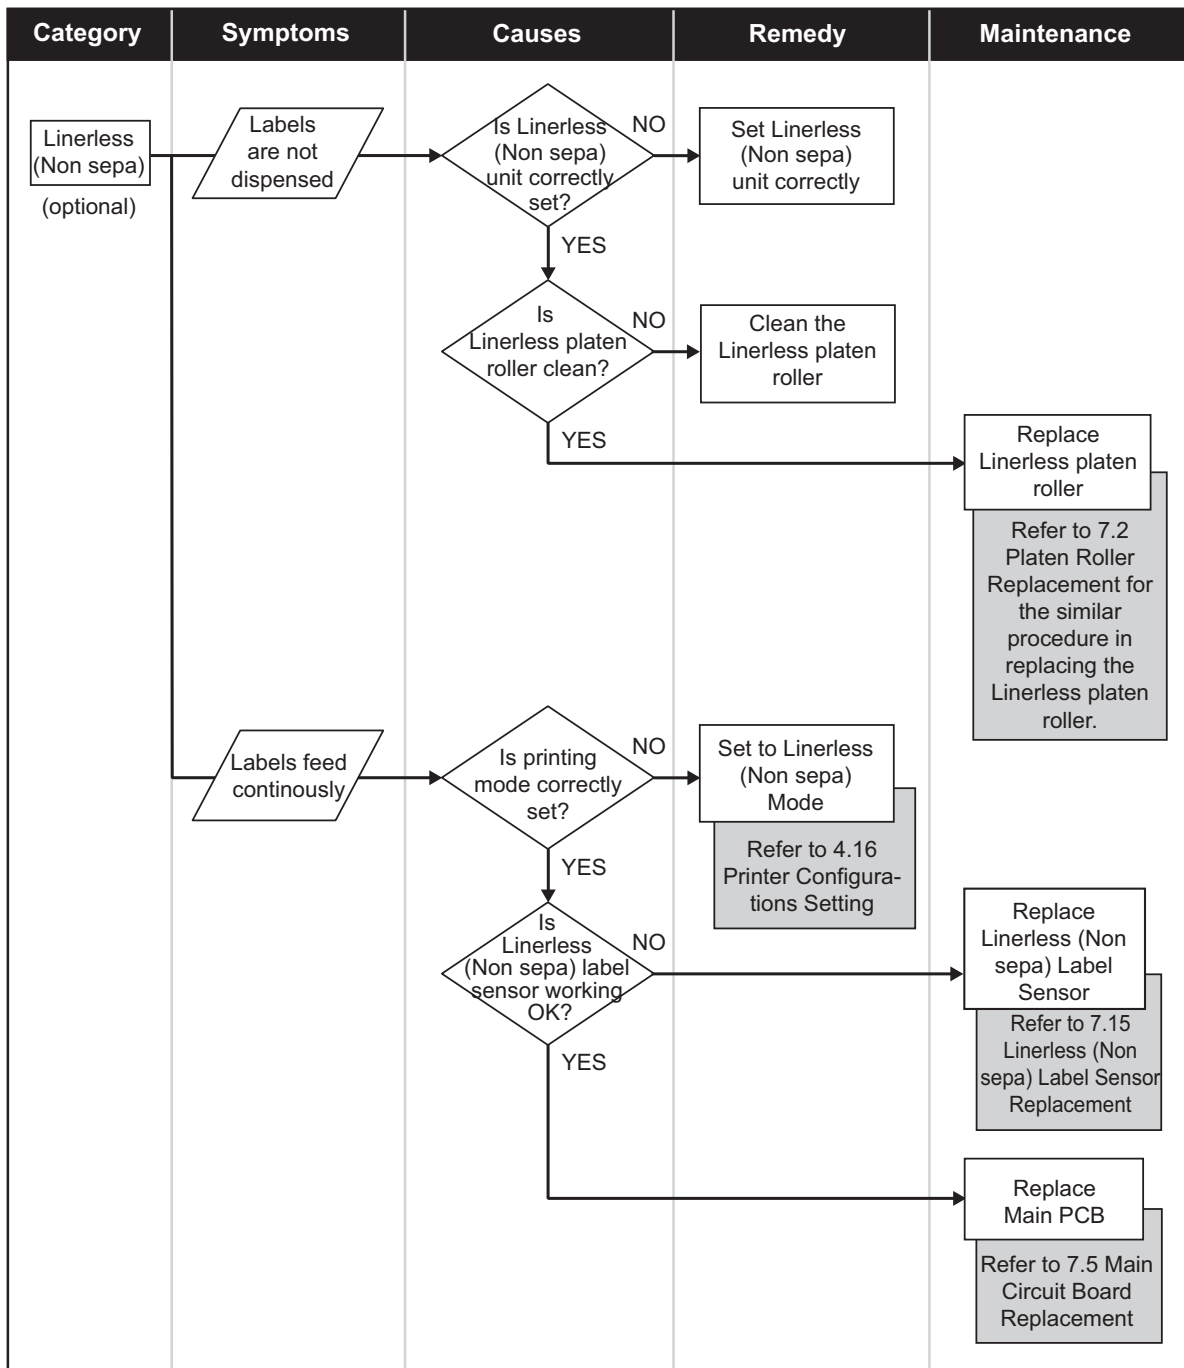 Category Symptoms Causes Remedy Maintenance
Linerless
(Non sepa)
(optional)
Labels
are not
dispensed
Is Linerless
(Non sepa)
unit correctly
set?
NO
Set Linerless
(Non sepa)
unit correctly
YES
Is
Linerless platen
roller clean?
NO
Clean the
Linerless platen
roller
YES
Replace
Linerless platen
roller
Refer to 7.2
Platen Roller
Replacement for
the similar
procedure in
replacing the
Linerless platen
roller.
Labels feed
continously
Is printing
mode correctly
set?
NO
Set to Linerless
(Non sepa)
Mode
Refer to 4.16
Printer Configura-
tions Setting
YES
Is
Linerless
(Non sepa) label
sensor working
OK?
NO
Replace
Linerless (Non
sepa) Label
Sensor
Refer to 7.15
Linerless (Non
sepa) Label Sensor
Replacement
YES
Replace
Main PCB
Refer to 7.5 Main
Circuit Board
Replacement